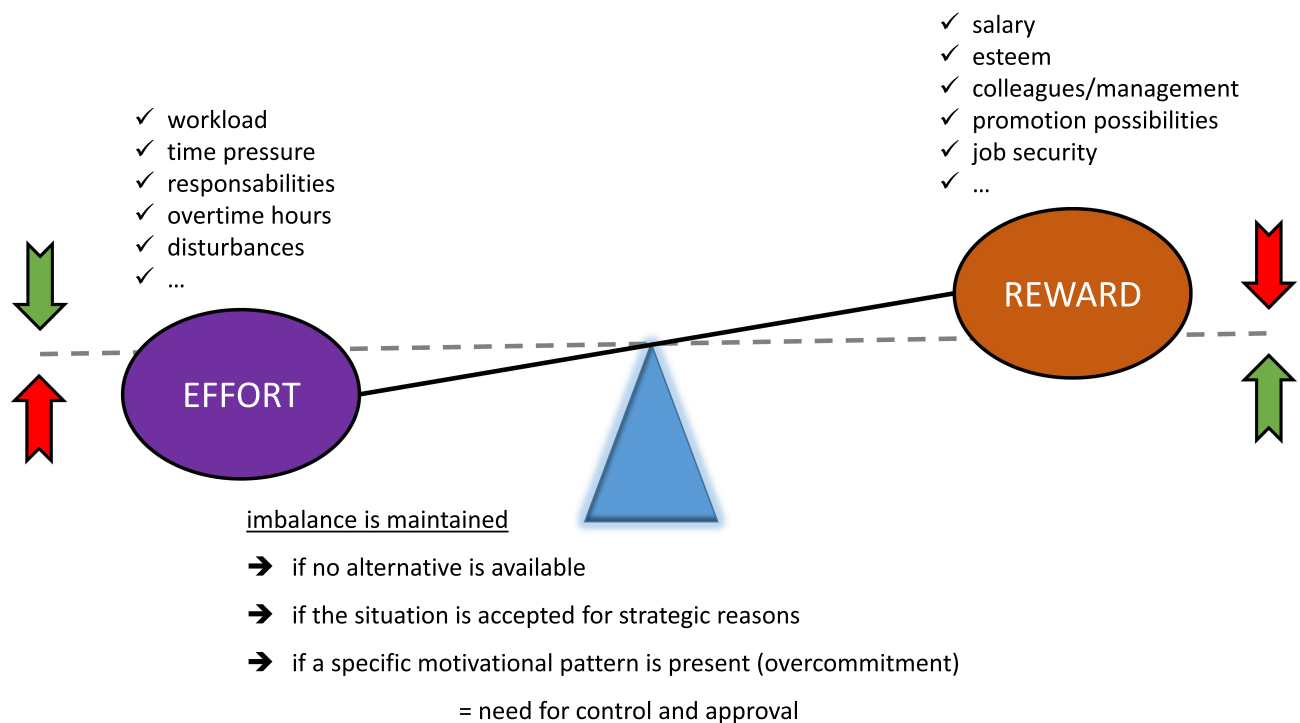 ✓ salary
✓ esteem
✓ colleagues/management
✓ promotion possibilities
✓ job security
✓ ...
✓ workload
✓ time pressure
✓ responsabilities
✓ overtime hours
✓ disturbances
✓ ...
REWARD
EFFORT
imbalance is maintained
➔ if no alternative is available
➔ if the situation is accepted for strategic reasons
➔ if a specific motivational pattern is present (overcommitment)
= need for control and approval